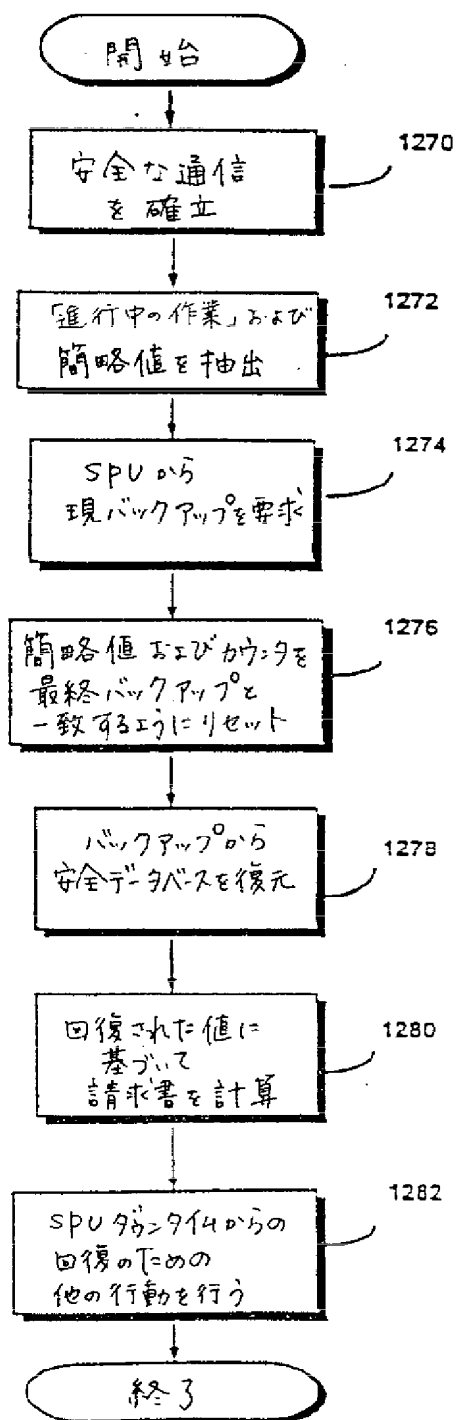 開始
1270
安全な通信
を確立
1272
「進行中の作業」および
簡略値を抽出
1274
SPUから
現バックアップを要求
1276
簡略値およびカウンタを
最終バックアップと
一致するようにリセット
1278
バックアップから
安全データベースを復元
1280
回復された値に
基づいて
請求書を計算
1282
SPUダウンタイムからの
回復のための
他の行動を行う
終了